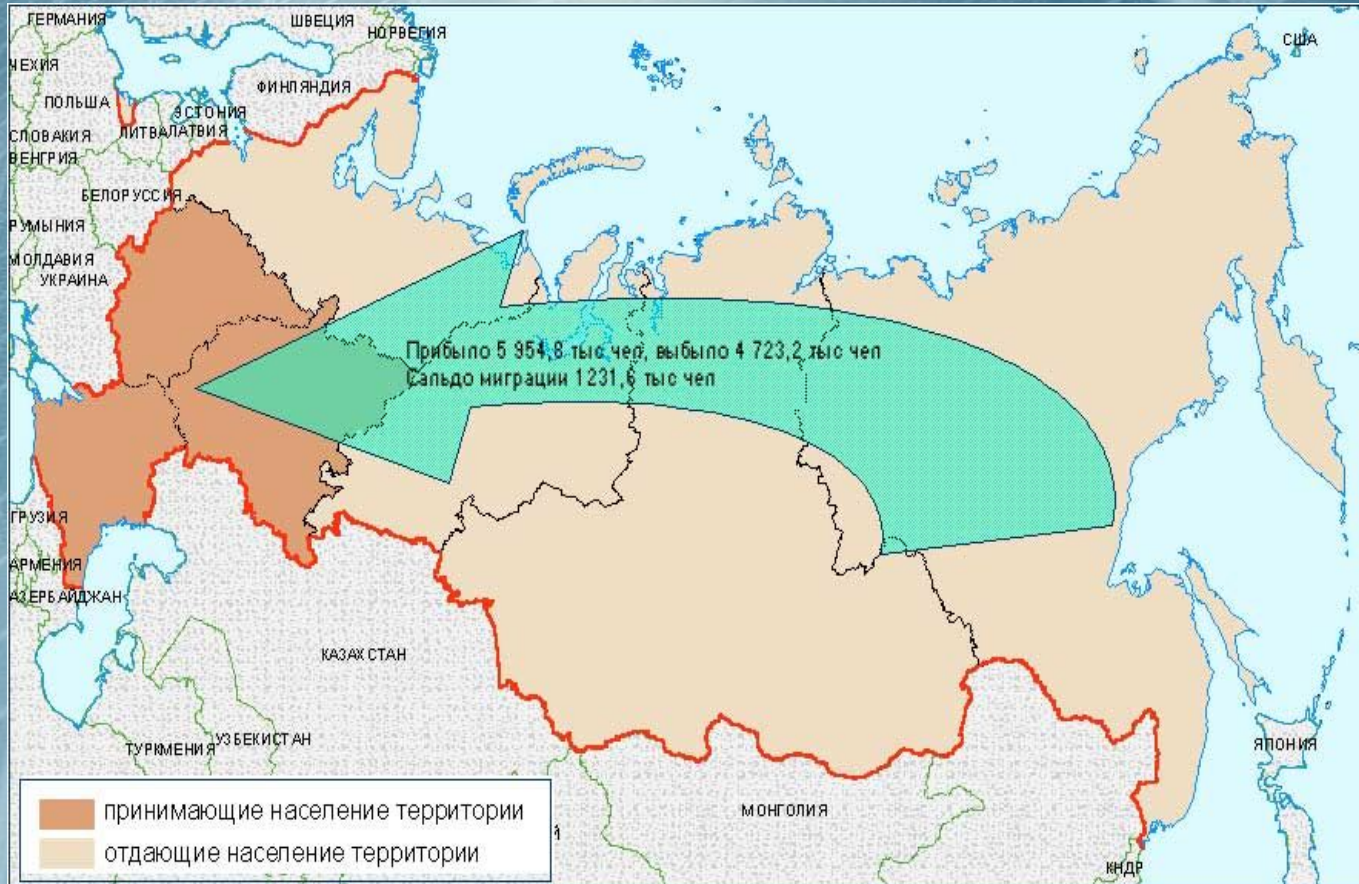 ГЕРМАНИЯ
ШВЕЦИЯ
НОРВЕГИЯ
США
ЧЕХИЯ
ФИНЛЯНДИЯ
ПОЛЬША
ЭСТОНИЯ
СЛОВАКИЯ
ЛИТВА
ЛАТВИЯ
ВЕНГРИЯ
БЕЛОРУССИЯ
РУМЫНИЯ
МОЛДАВИЯ
УКРАИНА
Прибыло 5 954,8 тыс чел, выбыло 4 723,2 тыс чел
Сальдо миграции 1231,6 тыс чел
ГРУЗИЯ
АРМЕНИЯ
АЗЕРБАЙДЖАН
КАЗАХСТАН
УЗБЕКИСТАН
ТУРКМЕНИЯ
ЯПОНИЯ
МОНГОЛИЯ
КНДР
принимающие население территории
отдающие население территории